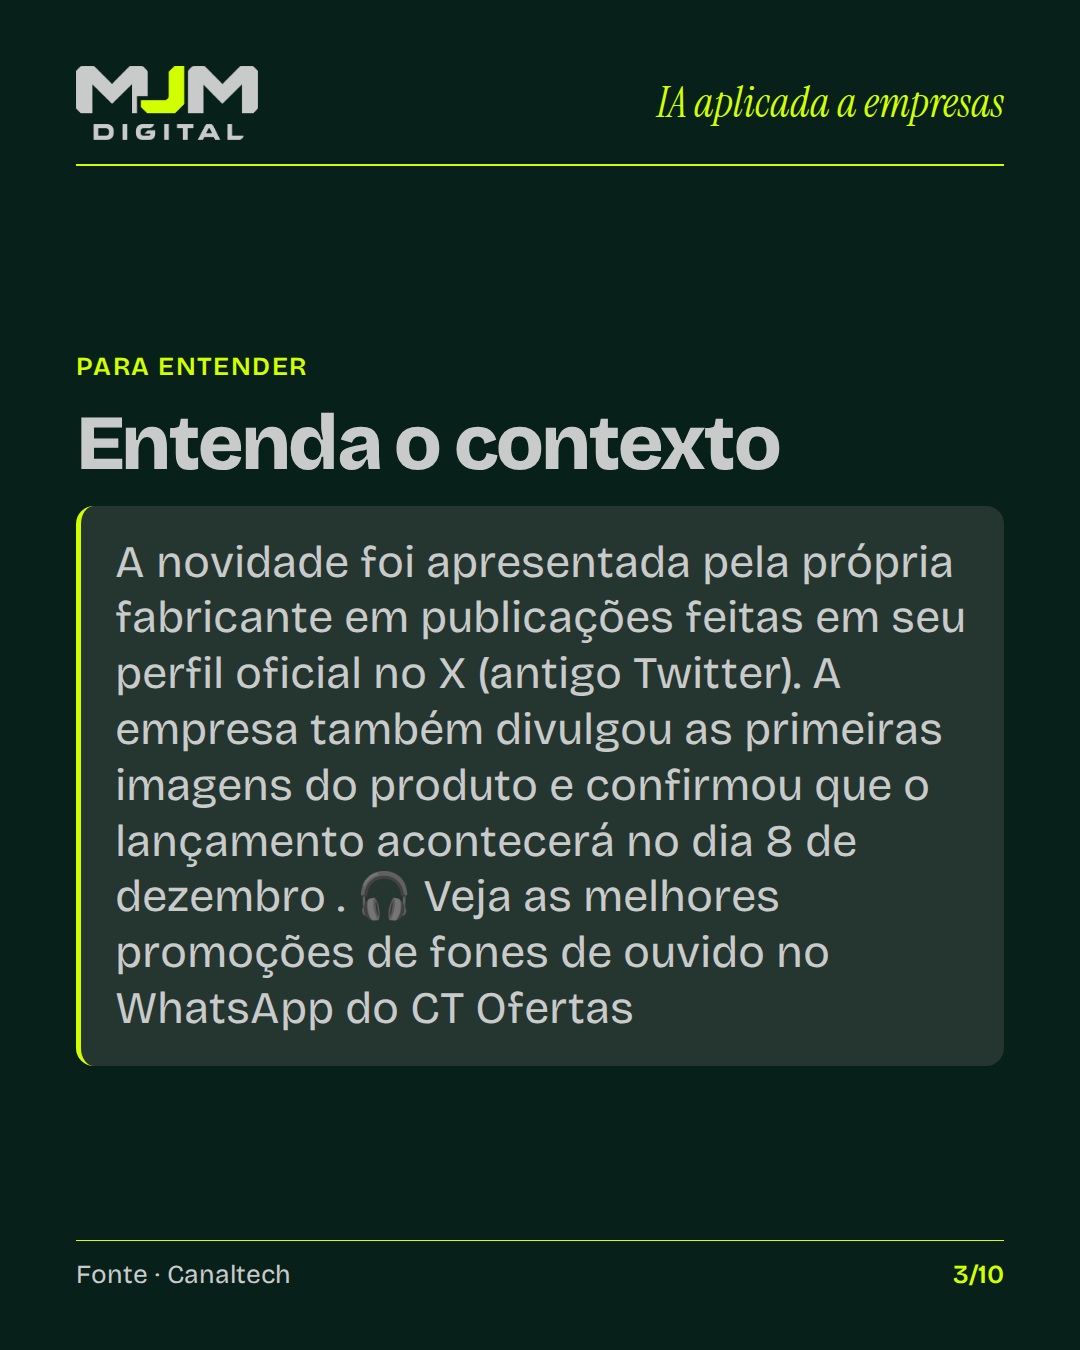 MJM
DIGITAL
IA aplicada a empresas
PARA ENTENDER
Entenda o contexto
A novidade foi apresentada pela própria
fabricante em publicações feitas em seu
perfil oficial no X (antigo Twitter). A
empresa também divulgou as primeiras
imagens do produto e confirmou que o
lançamento acontecerá no dia 8 de
dezembro . 🎧 Veja as melhores
promoções de fones de ouvido no
WhatsApp do CT Ofertas
Fonte · Canaltech
3/10